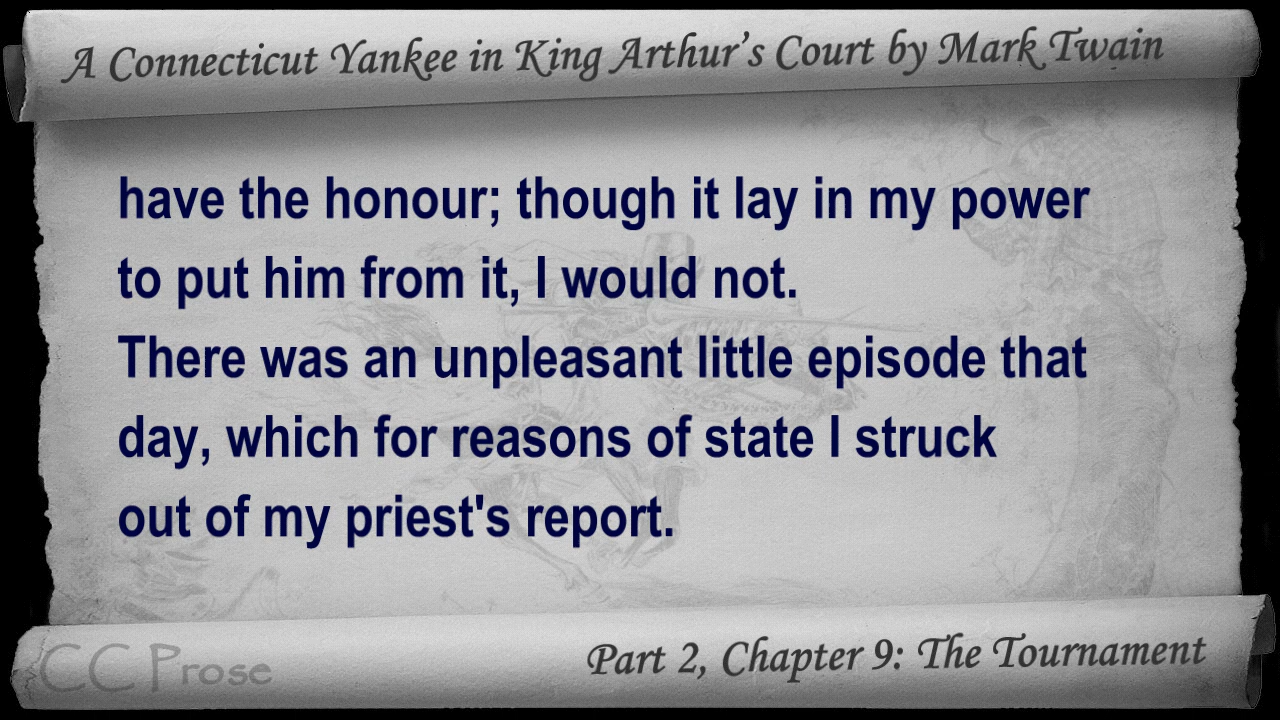 A Connecticut Yankee in King Arthur's Court by Mark Twain
have the honour; though it lay in my power
to put him from it, I would not.
There was an unpleasant little episode that
day, which for reasons of state I struck
out of my priest's report.
CC Prose
Part 2, Chapter 9: The Tournament